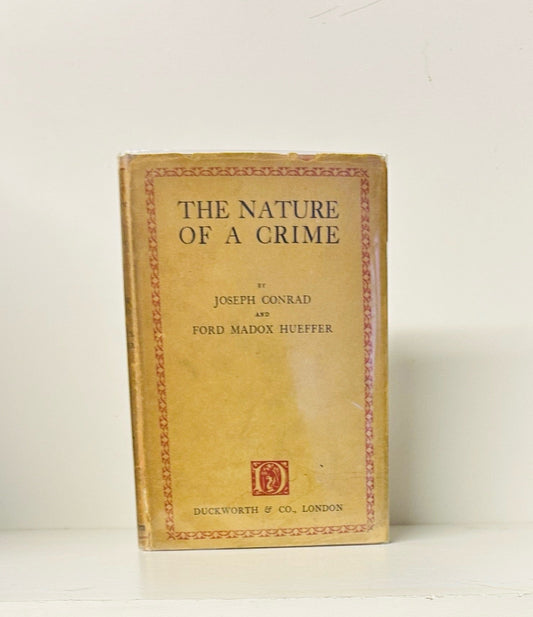 THE NATURE
OF A CRIME
BY
JOSEPH CONRAD
AND
FORD MADOX HUEFFER
D
DUCKWORTH & CO., LONDON